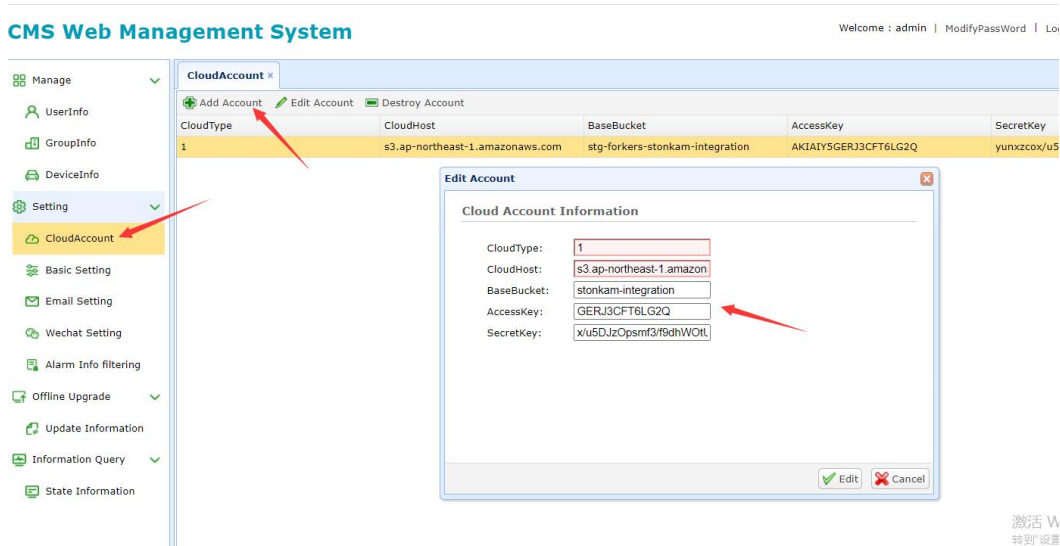 CMS Web Management System
Welcome : admin | ModifyPassWord |
Manage
UserInfo
GroupInfo
DeviceInfo
Setting
CloudAccount
Basic Setting
Email Setting
Wechat Setting
Alarm Info filtering
Offline Upgrade
Update Information
Information Query
State Information
CloudAccount ×
Add Account Edit Account Destroy Account
CloudType CloudHost BaseBucket AccessKey SecretKey
1 s3.ap-northeast-1.amazonaws.com stg-forkers-stonkam-integration AKIAIY5GERJ3CFT6LG2Q yunxzcox/u5
Edit Account
Cloud Account Information
CloudType: 1
CloudHost: s3.ap-northeast-1.amazon
BaseBucket: stonkam-integration
AccessKey: GERJ3CFT6LG2Q
SecretKey: x/u5DJzOpsmf3/f9dhWOtU
Edit Cancel
激活 W
转到"设置